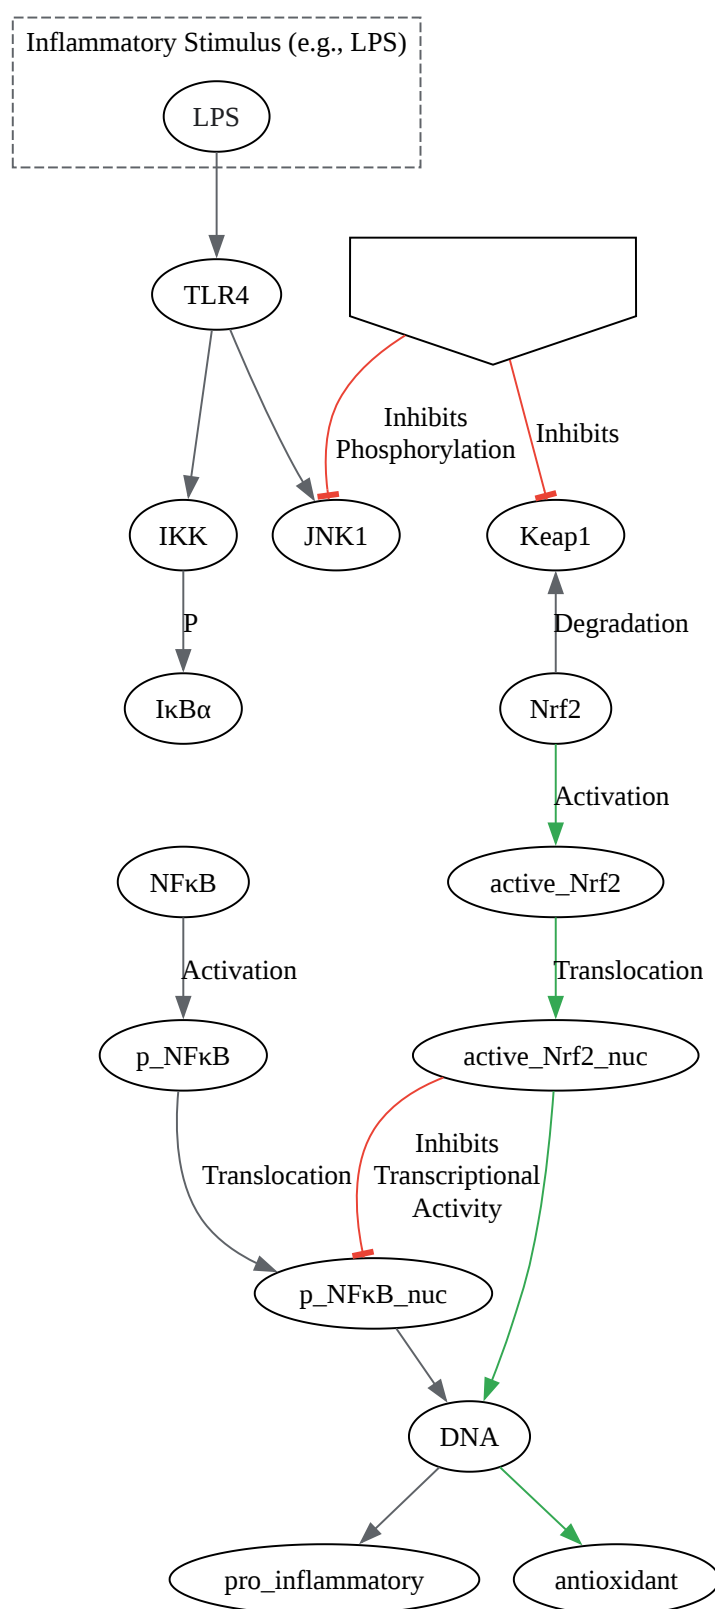 Inflammatory Stimulus (e.g., LPS)
LPS
TLR4
Inhibits
Phosphorylation
Inhibits
IKK
JNK1
Keap1
P
Degradation
IκBα
Nrf2
Activation
NFκB
active_Nrf2
Activation
Translocation
p_NFκB
active_Nrf2_nuc
Translocation
Inhibits
Transcriptional
Activity
p_NFκB_nuc
DNA
pro_inflammatory
antioxidant